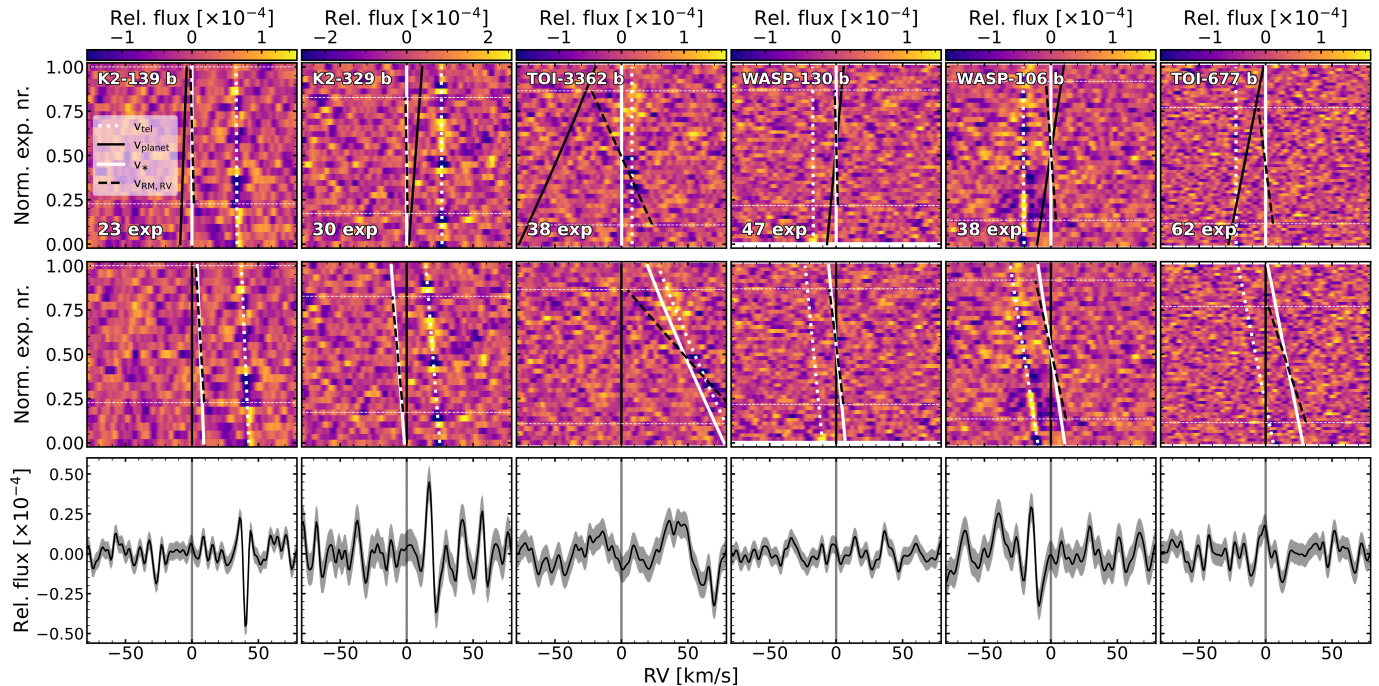 Rel. flux [×10⁻⁴] Rel. flux [×10⁻⁴] Rel. flux [×10⁻⁴] Rel. flux [×10⁻⁴] Rel. flux [×10⁻⁴] Rel. flux [×10⁻⁴]
−1 0 1 −2 0 2 −1 0 1 −1 0 1 −1 0 1 −1 0 1
Norm. exp. nr.
1.00
0.75
0.50
0.25
0.00
K2-139 b
v_tel
v_planet
v_*
v_RM, RV
23 exp
K2-329 b
30 exp
TOI-3362 b
38 exp
WASP-130 b
47 exp
WASP-106 b
38 exp
TOI-677 b
62 exp
Norm. exp. nr.
1.00
0.75
0.50
0.25
0.00
Rel. flux [×10⁻⁴]
0.50
0.25
0.00
−0.25
−0.50
−50 0 50 −50 0 50 −50 0 50 −50 0 50 −50 0 50 −50 0 50
RV [km/s]